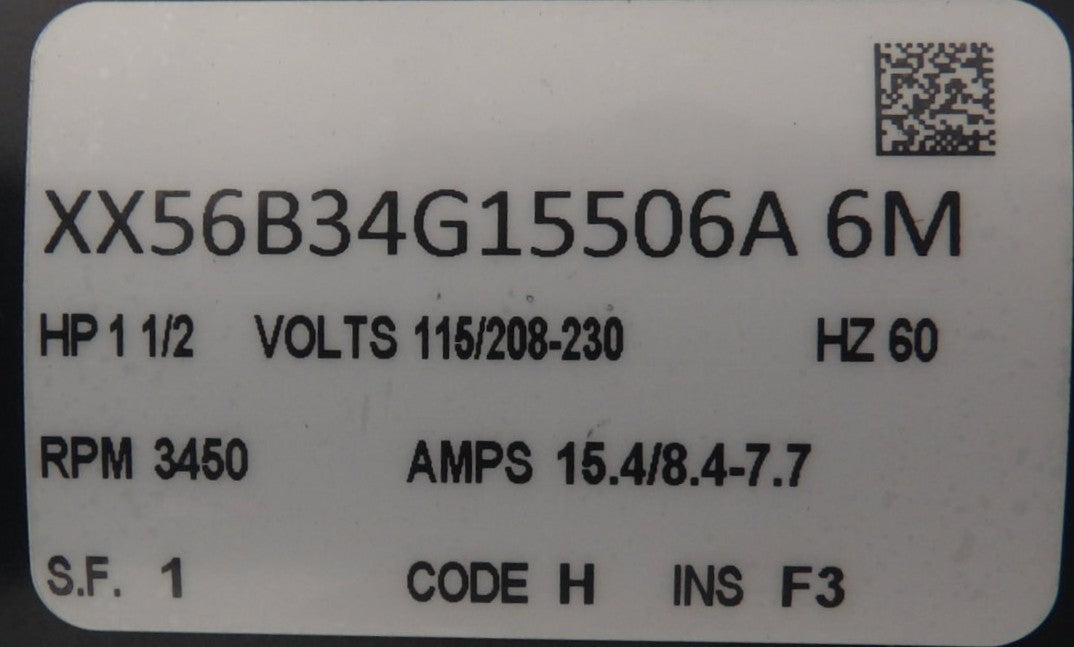 XX56B34G15506A 6M
HP 1 1/2 VOLTS 115/208-230 HZ 60
RPM 3450 AMPS 15.4/8.4-7.7
S.F. 1 CODE H INS F3